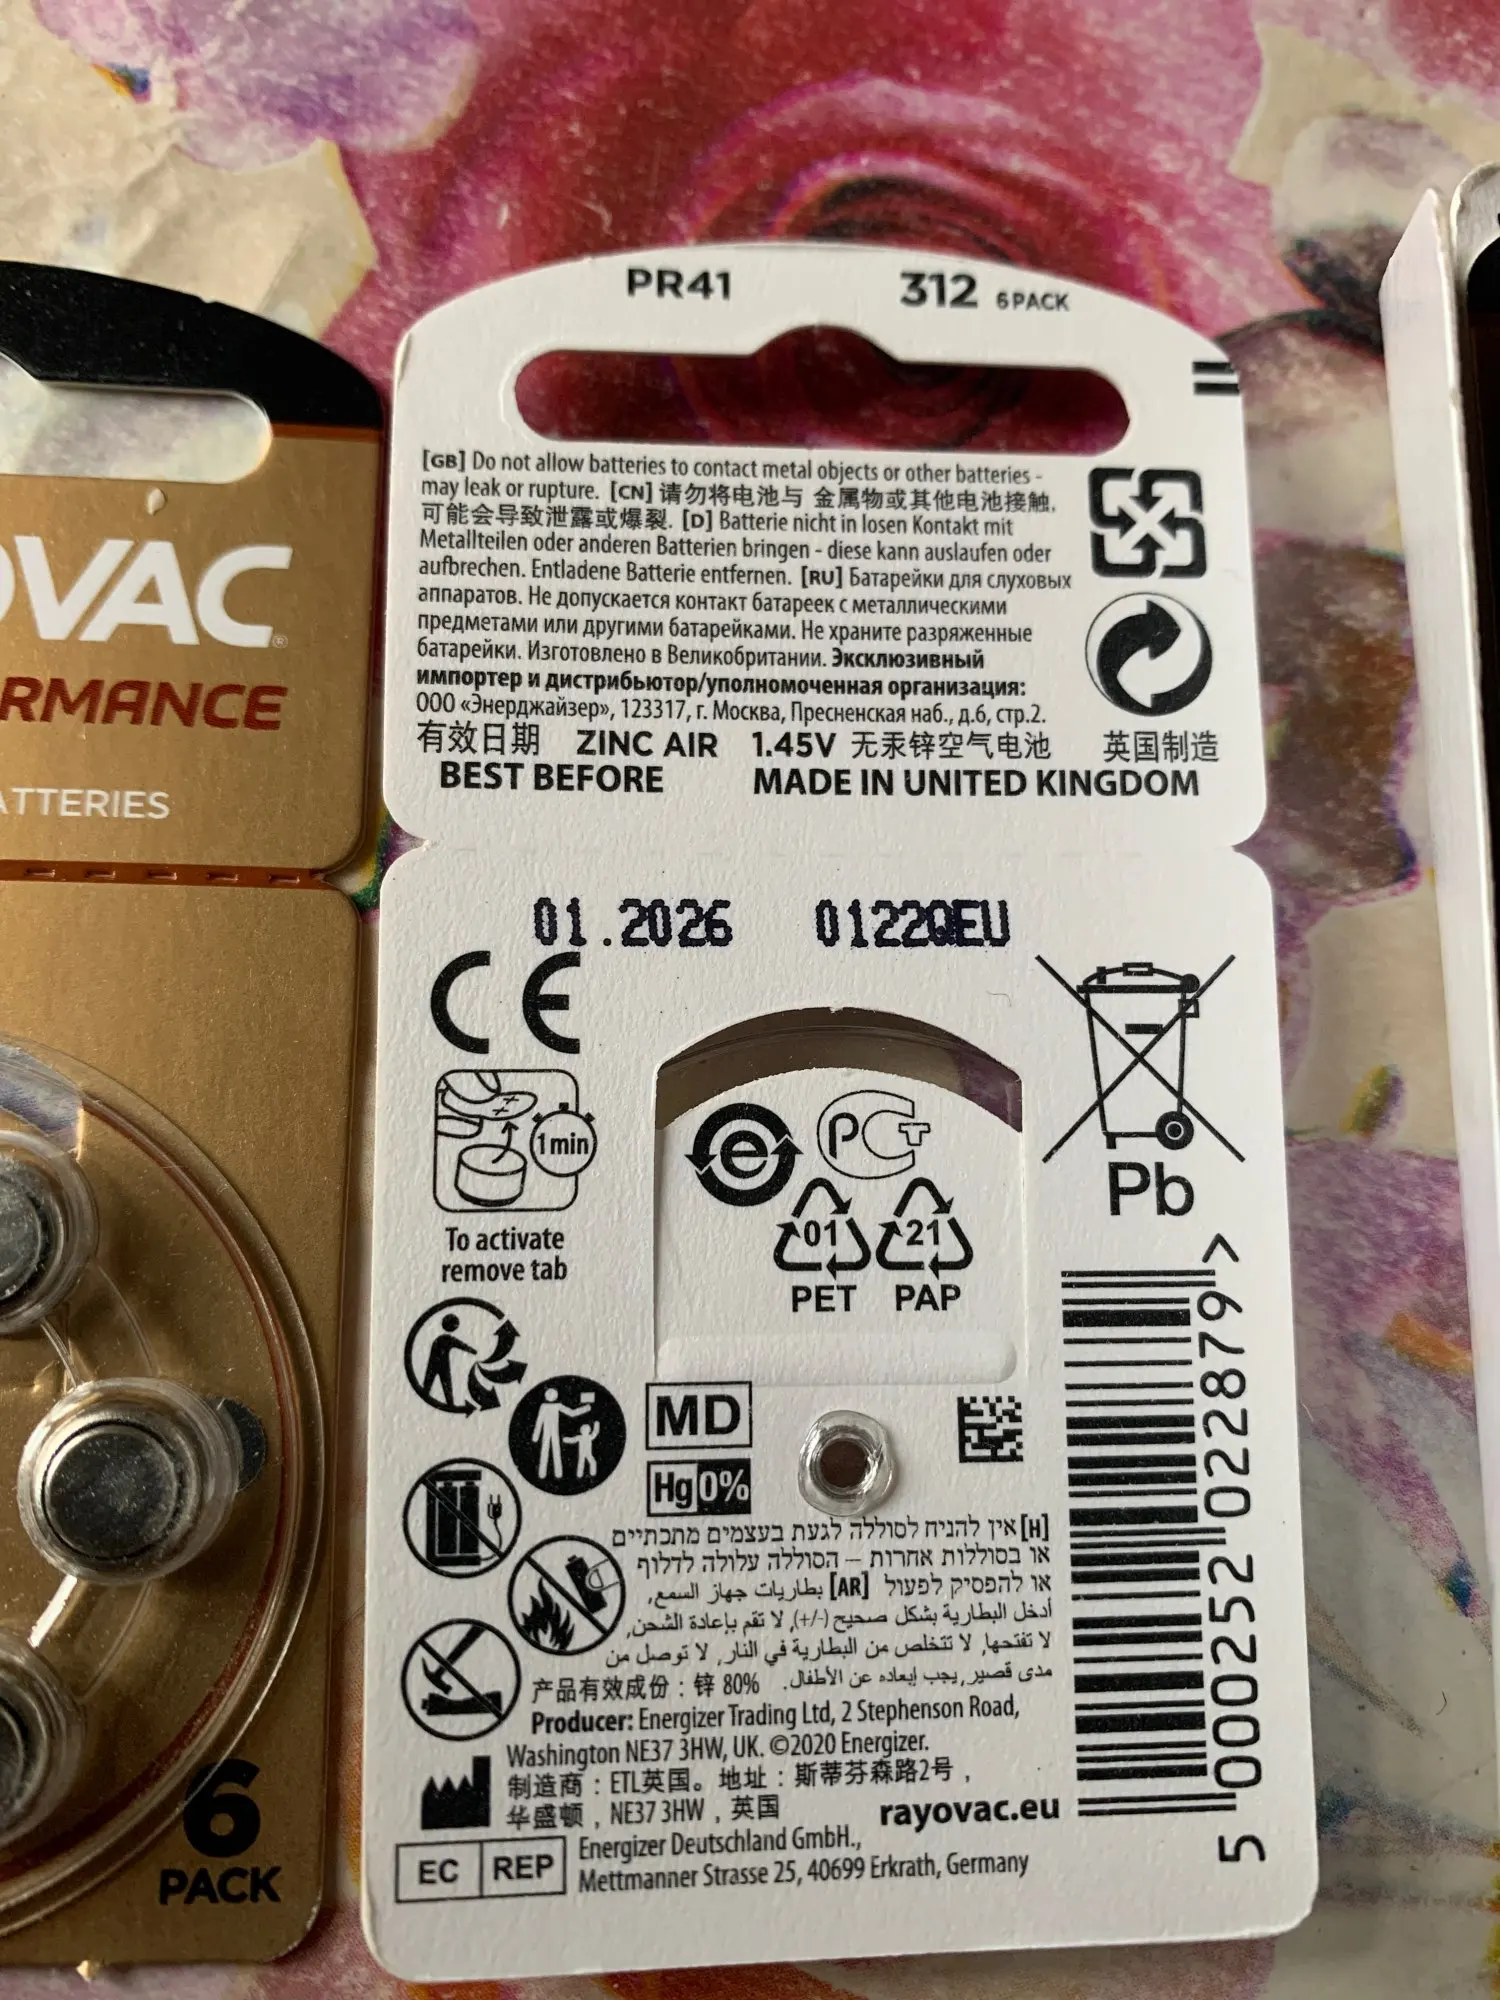 PR41 312 6PACK
[GB] Do not allow batteries to contact metal objects or other batteries -
may leak or rupture. [CN] 请勿将电池与 金属物或其他电池接触,
可能会导致泄露或爆裂. [D] Batterie nicht in losen Kontakt mit
Metallteilen oder anderen Batterien bringen - diese kann auslaufen oder
aufbrechen. Entladene Batterie entfernen. [RU] Батарейки для слуховых
аппаратов. Не допускается контакт батареек с металлическими
предметами или другими батарейками. Не храните разряженные
батарейки. Изготовлено в Великобритании. Эксклюзивный
импортер и дистрибьютор/уполномоченная организация:
ООО «Энерджайзер», 123317, г. Москва, Пресненская наб., д.6, стр.2.
有效日期 ZINC AIR 1.45V 无汞锌空气电池 英国制造
BEST BEFORE MADE IN UNITED KINGDOM
01.2026 0122QEU
CE
1 min
To activate
remove tab
e PCT
01 21
PET PAP
Pb
MD
Hg 0%
[H] אין להניח לסוללה לגעת בעצמים מתכתיים
או בסוללות אחרות – הסוללה עלולה לדלוף
או להפסיק לפעול [AR] بطاريات جهاز السمع,
أدخل البطارية بشكل صحيح (-/+), لا تقم بإعادة الشحن,
لا تفتحها, لا تتخلص من البطارية في النار, لا توصل من
مدى قصير, يجب إبعاده عن الأطفال.
产品有效成份：锌 80%
Producer: Energizer Trading Ltd, 2 Stephenson Road,
Washington NE37 3HW, UK. ©2020 Energizer.
制造商：ETL英国。地址：斯蒂芬森路2号，
华盛顿，NE37 3HW，英国
rayovac.eu
EC REP
Energizer Deutschland GmbH.,
Mettmanner Strasse 25, 40699 Erkrath, Germany
5 000252 022879 >
OVAC®
RMANCE
ATTERIES
6
PACK